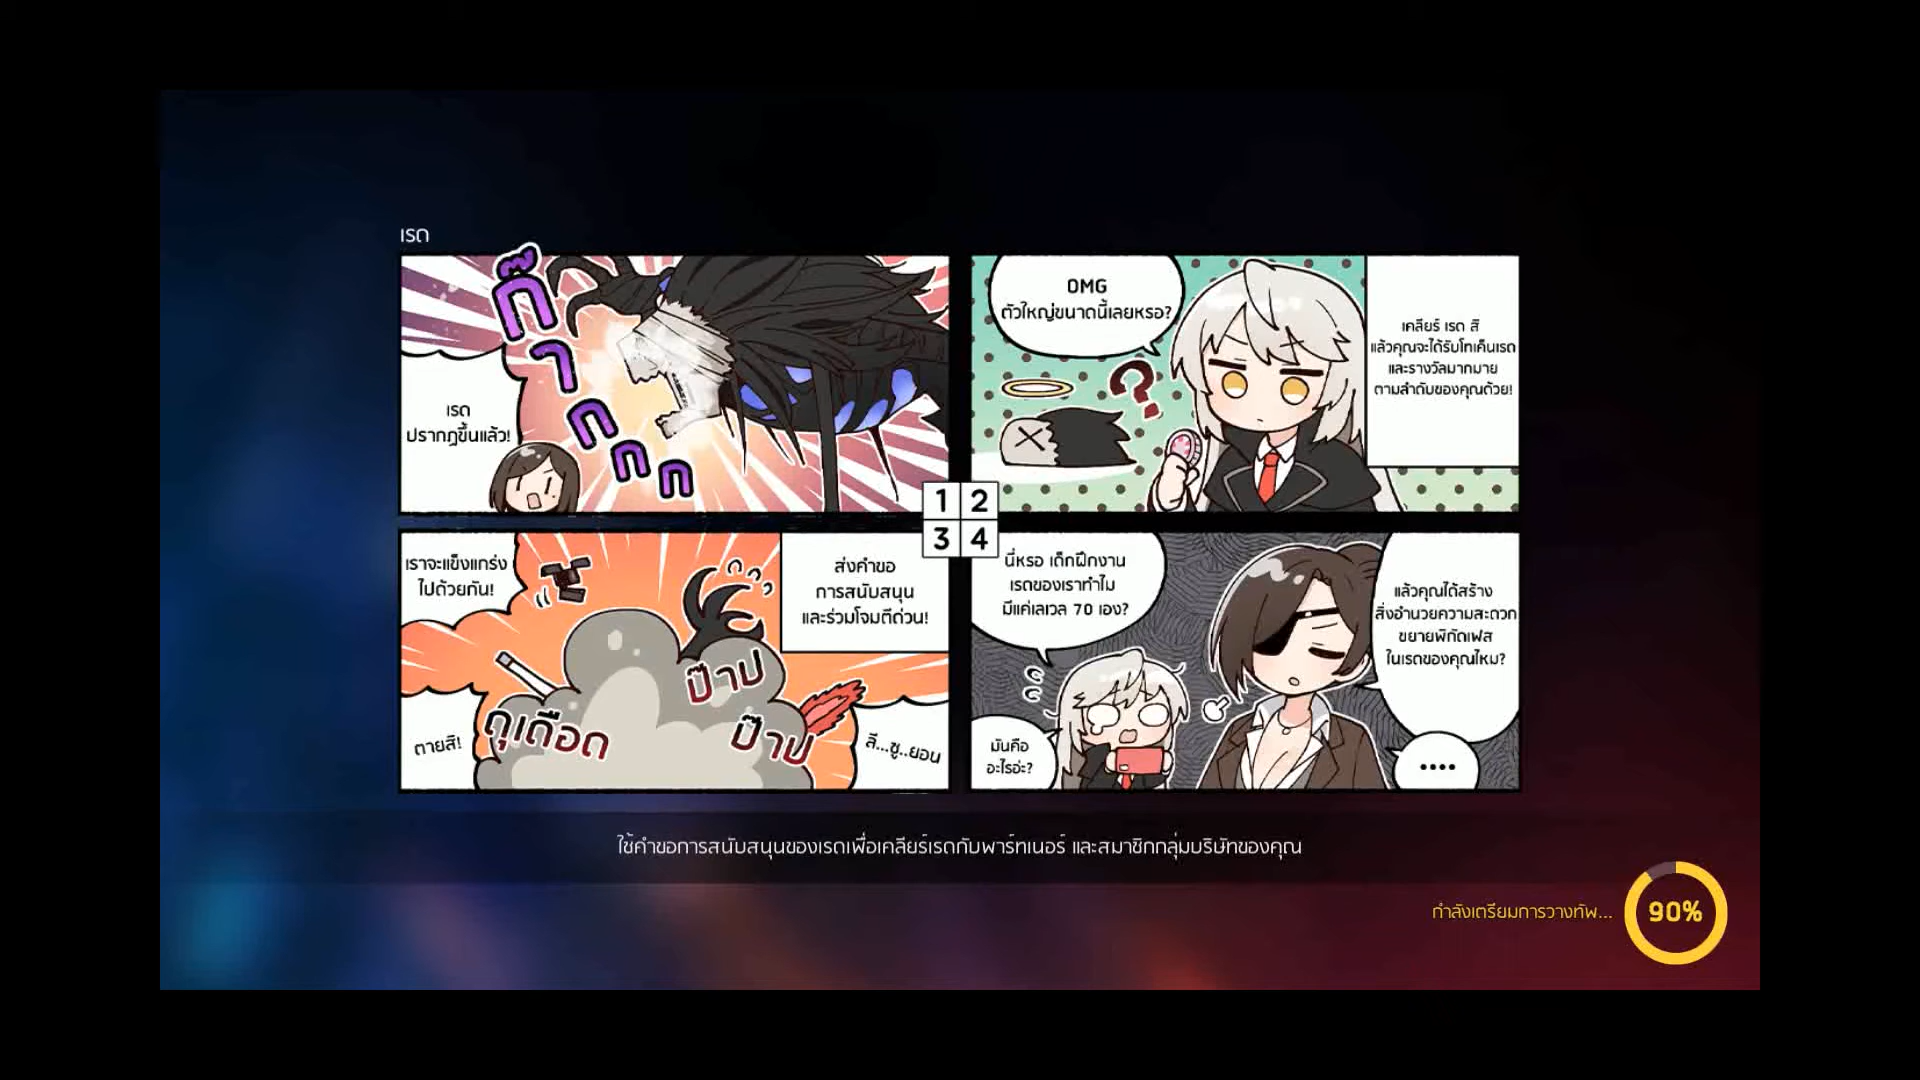 เรด
ก๊ากกก
เรด
ปรากฏขึ้นแล้ว!
OMG
ตัวใหญ่ขนาดนี้เลยหรอ?
?
เคลียร์ เรด สิ
แล้วคุณจะได้รับโทเค็นเรด
และรางวัลมากมาย
ตามลำดับของคุณด้วย!
1 2
3 4
เราจะแข็งแกร่ง
ไปด้วยกัน!
ส่งคำขอ
การสนับสนุน
และร่วมโจมตีด่วน!
ตายสิ!
ดุเดือด
ป๊าป
ป๊าป
ลี...ซู..ยอน
นี่หรอ เด็กฝึกงาน
เรดของเราทำไม
มีแค่เลเวล 70 เอง?
มันคือ
อะไรอ่ะ?
แล้วคุณได้สร้าง
สิ่งอำนวยความสะดวก
ขยายพิกัดเฟส
ในเรดของคุณไหม?
....
ใช้คำขอการสนับสนุนของเรดเพื่อเคลียร์เรดกับพาร์ทเนอร์ และสมาชิกกลุ่มบริษัทของคุณ
กำลังเตรียมการวางทัพ...
90%